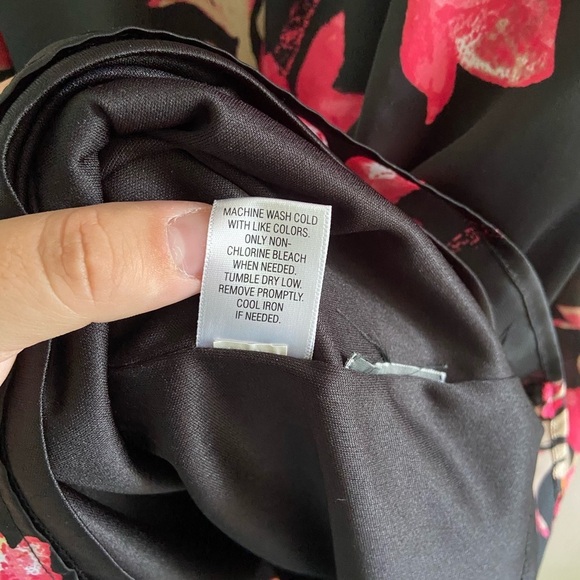 MACHINE WASH COLD
WITH LIKE COLORS.
ONLY NON-
CHLORINE BLEACH
WHEN NEEDED.
TUMBLE DRY LOW.
REMOVE PROMPTLY.
COOL IRON
IF NEEDED.